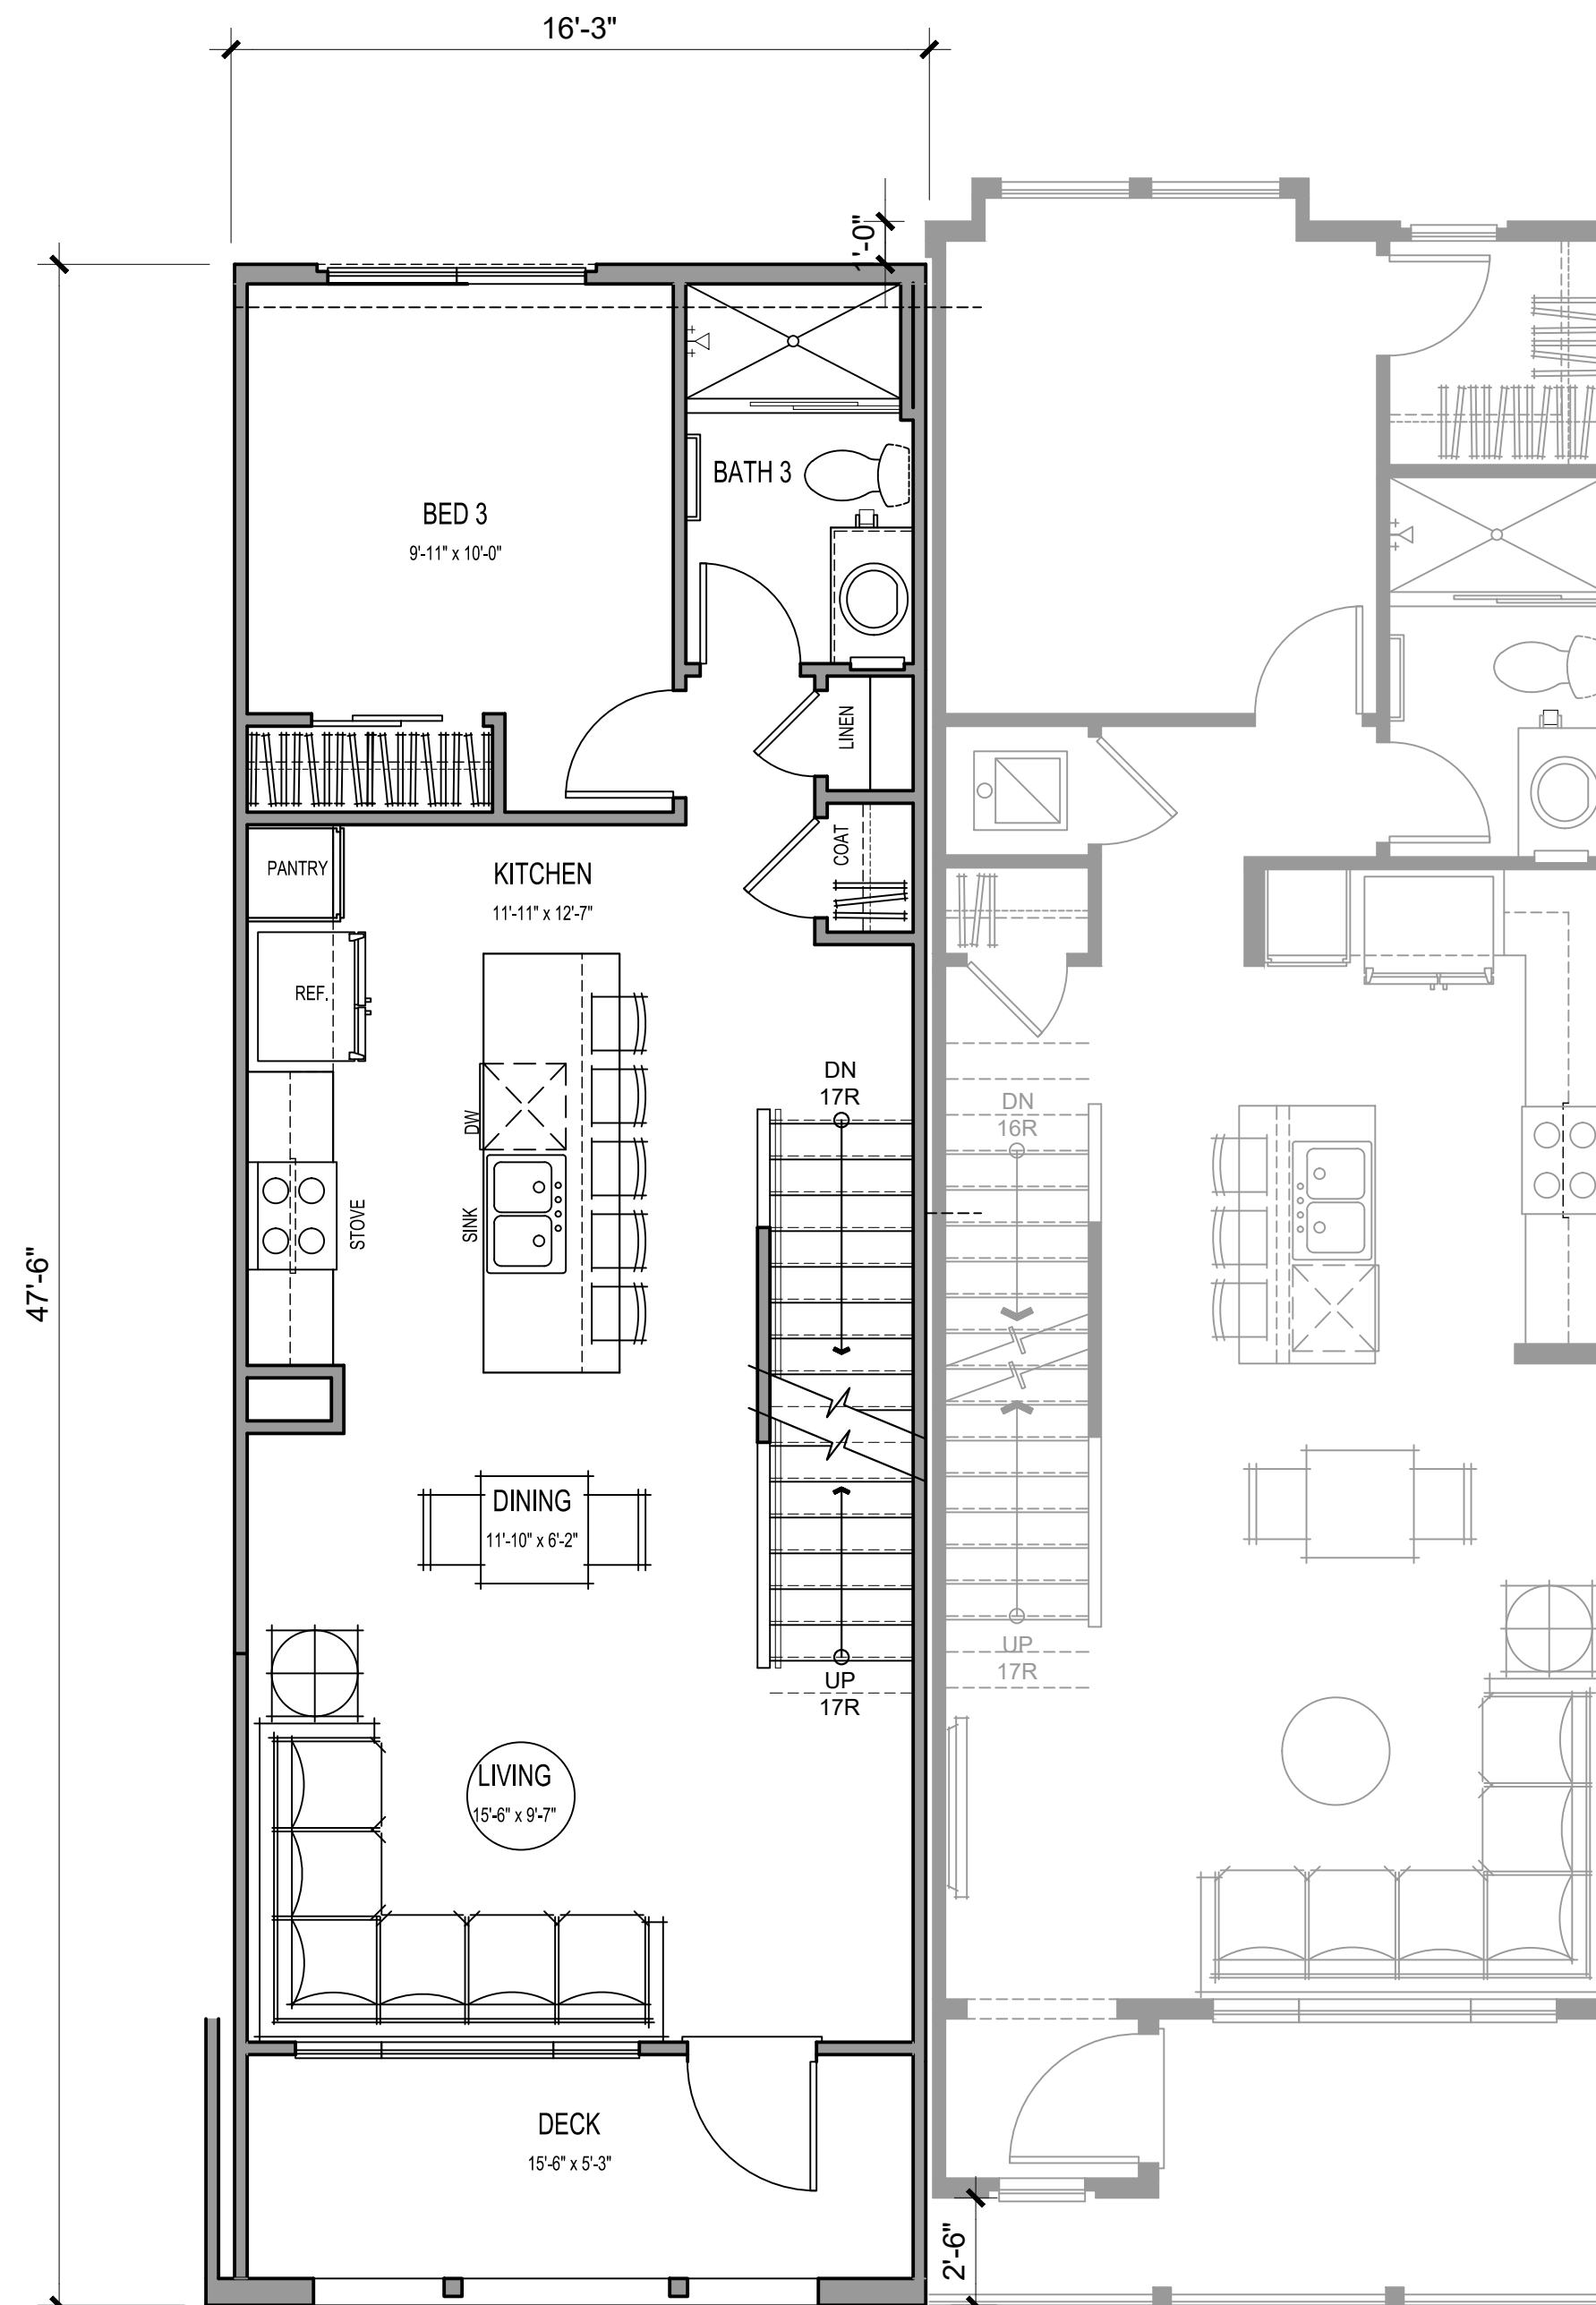 16'-3"
'-0"
47'-6"
BATH 3
BED 3
9'-11" x 10'-0"
LINEN
COAT
PANTRY
KITCHEN
11'-11" x 12'-7"
REF.
DW
SINK
STOVE
DN
17R
DN
16R
DINING
11'-10" x 6'-2"
UP
17R
UP
17R
LIVING
15'-6" x 9'-7"
DECK
15'-6" x 5'-3"
2'-6"